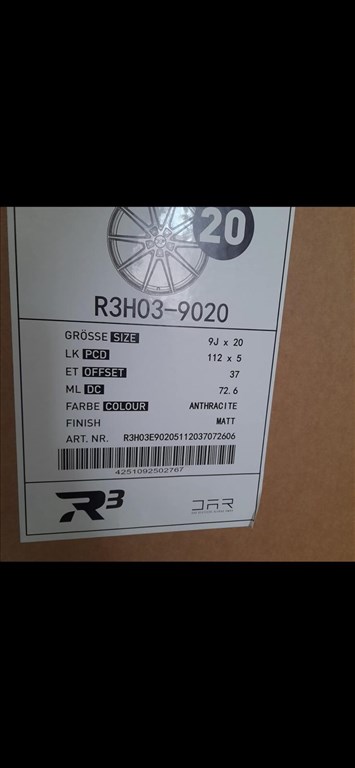 20
R3H03-9020
GRÖSSE SIZE 9J x 20
LK PCD 112 x 5
ET OFFSET 37
ML DC 72.6
FARBE COLOUR ANTHRACITE
FINISH MATT
ART. NR. R3H03E90205112037072606
4251092502767
R3
JAR